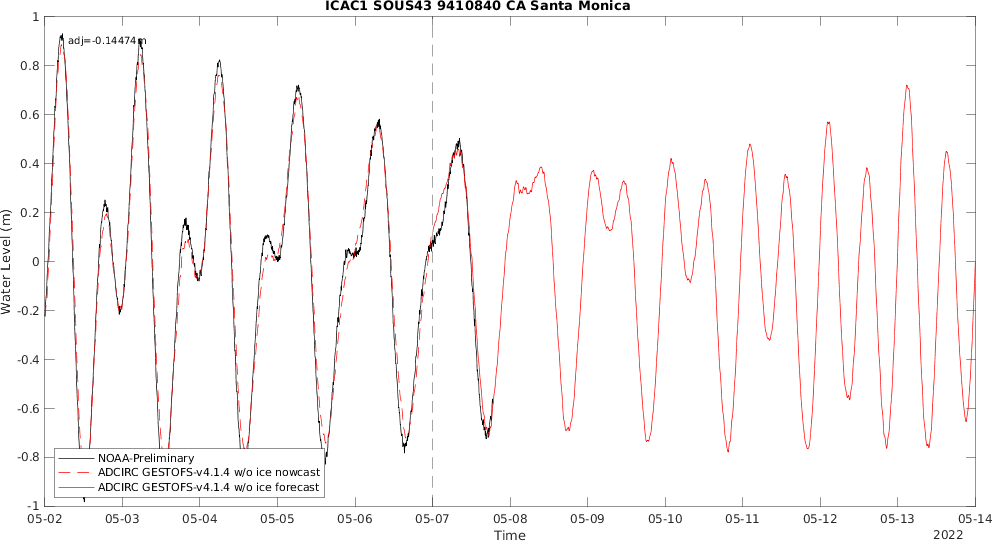 ICAC1 SOUS43 9410840 CA Santa Monica
adj=-0.14474m
1
0.8
0.6
0.4
0.2
0
-0.2
-0.4
-0.6
-0.8
-1
Water Level (m)
NOAA-Preliminary
ADCIRC GESTOFS-v4.1.4 w/o ice nowcast
ADCIRC GESTOFS-v4.1.4 w/o ice forecast
05-02 05-03 05-04 05-05 05-06 05-07 05-08 05-09 05-10 05-11 05-12 05-13 05-14
Time
2022